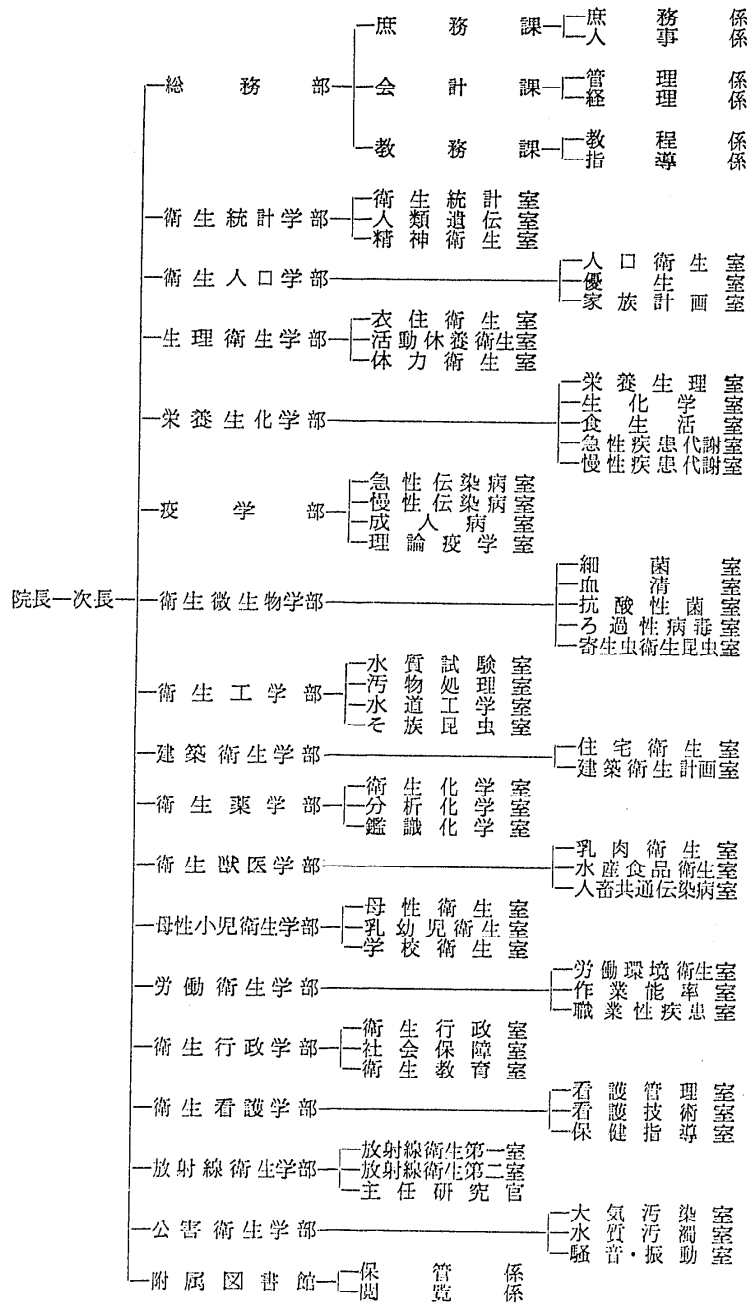 院長 次長
総務部
庶務課
庶務係
人事係
会計課
管理係
経理係
教務課
教程係
指導係
衛生統計学部
衛生統計室
人類遺伝室
精神衛生室
衛生人口学部
人口衛生室
優生室
家族計画室
生理衛生学部
衣住衛生室
活動休養衛生室
体力衛生室
栄養生化学部
栄養生理室
生化学室
食生活室
急性疾患代謝室
慢性疾患代謝室
疫学部
急性伝染病室
慢性伝染病室
成人病室
理論疫学室
衛生微生物学部
細菌室
血清室
抗酸性菌室
ろ過性病毒室
寄生虫衛生昆虫室
衛生工学部
水質試験室
汚物処理室
水道工学室
そ族昆虫室
建築衛生学部
住宅衛生室
建築衛生計画室
衛生薬学部
衛生化学室
分析化学室
鑑識化学室
衛生獣医学部
乳肉衛生室
水産食品衛生室
人畜共通伝染病室
母性小児衛生学部
母性衛生室
乳幼児衛生室
学校衛生室
労働衛生学部
労働環境衛生室
作業能率室
職業性疾患室
衛生行政学部
衛生行政室
社会保障室
衛生教育室
衛生看護学部
看護管理室
看護技術室
保健指導室
放射線衛生学部
放射線衛生第一室
放射線衛生第二室
主任研究官
公害衛生学部
大気汚染室
水質汚濁室
騒音・振動室
附属図書館
保管係
閲覧係